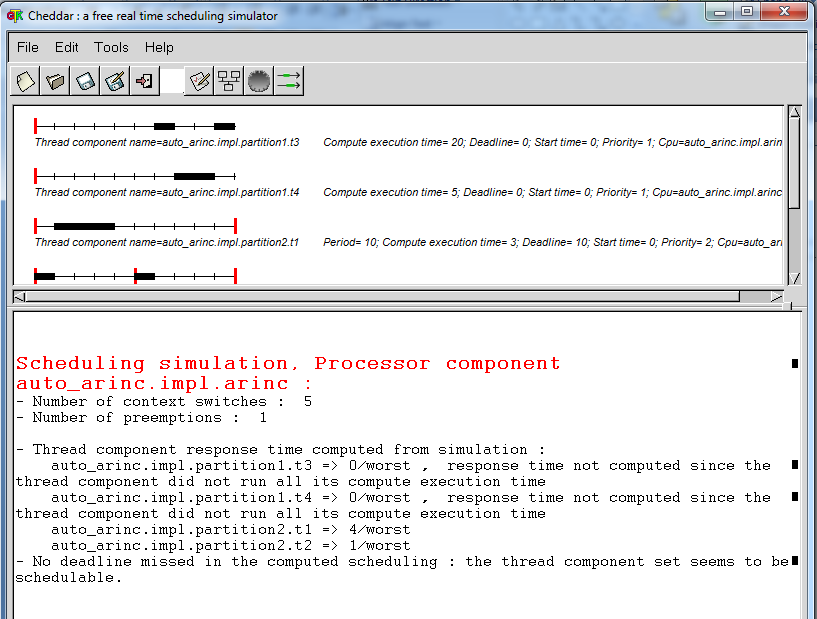 Cheddar : a free real time scheduling simulator
File Edit Tools Help
Thread component name=auto_arinc.impl.partition1.t3 Compute execution time= 20; Deadline= 0; Start time= 0; Priority= 1; Cpu=auto_arinc.impl.arin
Thread component name=auto_arinc.impl.partition1.t4 Compute execution time= 5; Deadline= 0; Start time= 0; Priority= 1; Cpu=auto_arinc.impl.arinc
Thread component name=auto_arinc.impl.partition2.t1 Period= 10; Compute execution time= 3; Deadline= 10; Start time= 0; Priority= 2; Cpu=auto_ari
Scheduling simulation, Processor component
auto_arinc.impl.arinc :
- Number of context switches :  5
- Number of preemptions :  1
- Thread component response time computed from simulation :
auto_arinc.impl.partition1.t3 => 0/worst ,  response time not computed since the
thread component did not run all its compute execution time
auto_arinc.impl.partition1.t4 => 0/worst ,  response time not computed since the
thread component did not run all its compute execution time
auto_arinc.impl.partition2.t1 => 4/worst
auto_arinc.impl.partition2.t2 => 1/worst
- No deadline missed in the computed scheduling : the thread component set seems to be
schedulable.